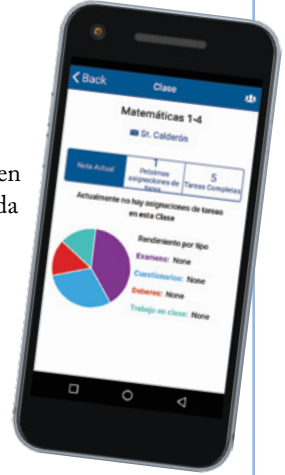 Back
Clase
Matemáticas 1-4
Sr. Calderón
Nota Actual
1
Próximas
asignaciones de
tarea
5
Tareas Completas
Actualmente no hay asignaciones de tareas
en esta Clase
en
da
Rendamiento por tipo
Examens: None
Cuestionarios: None
Deberes: None
Trabajo en clase: None